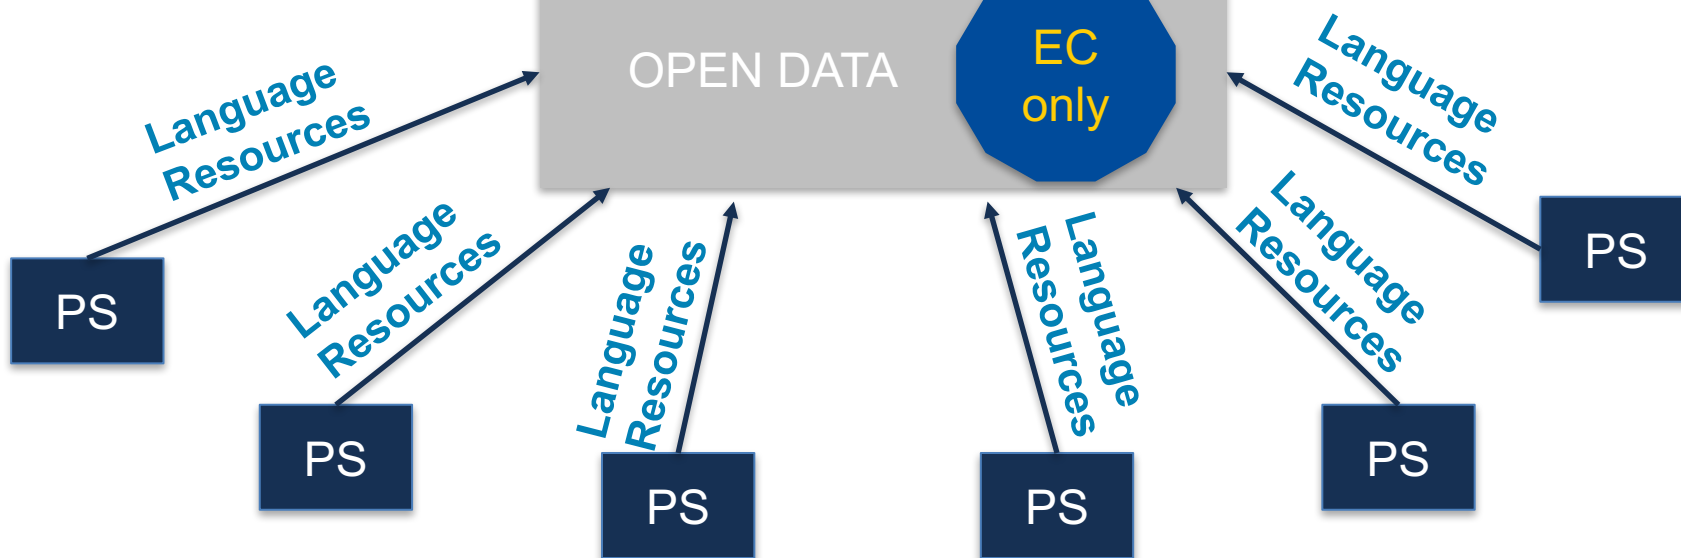 OPEN DATA
EC
only
Language
Resources
Language
Resources
Language
Resources
Language
Resources
Language
Resources
Language
Resources
PS
PS
PS
PS
PS
PS